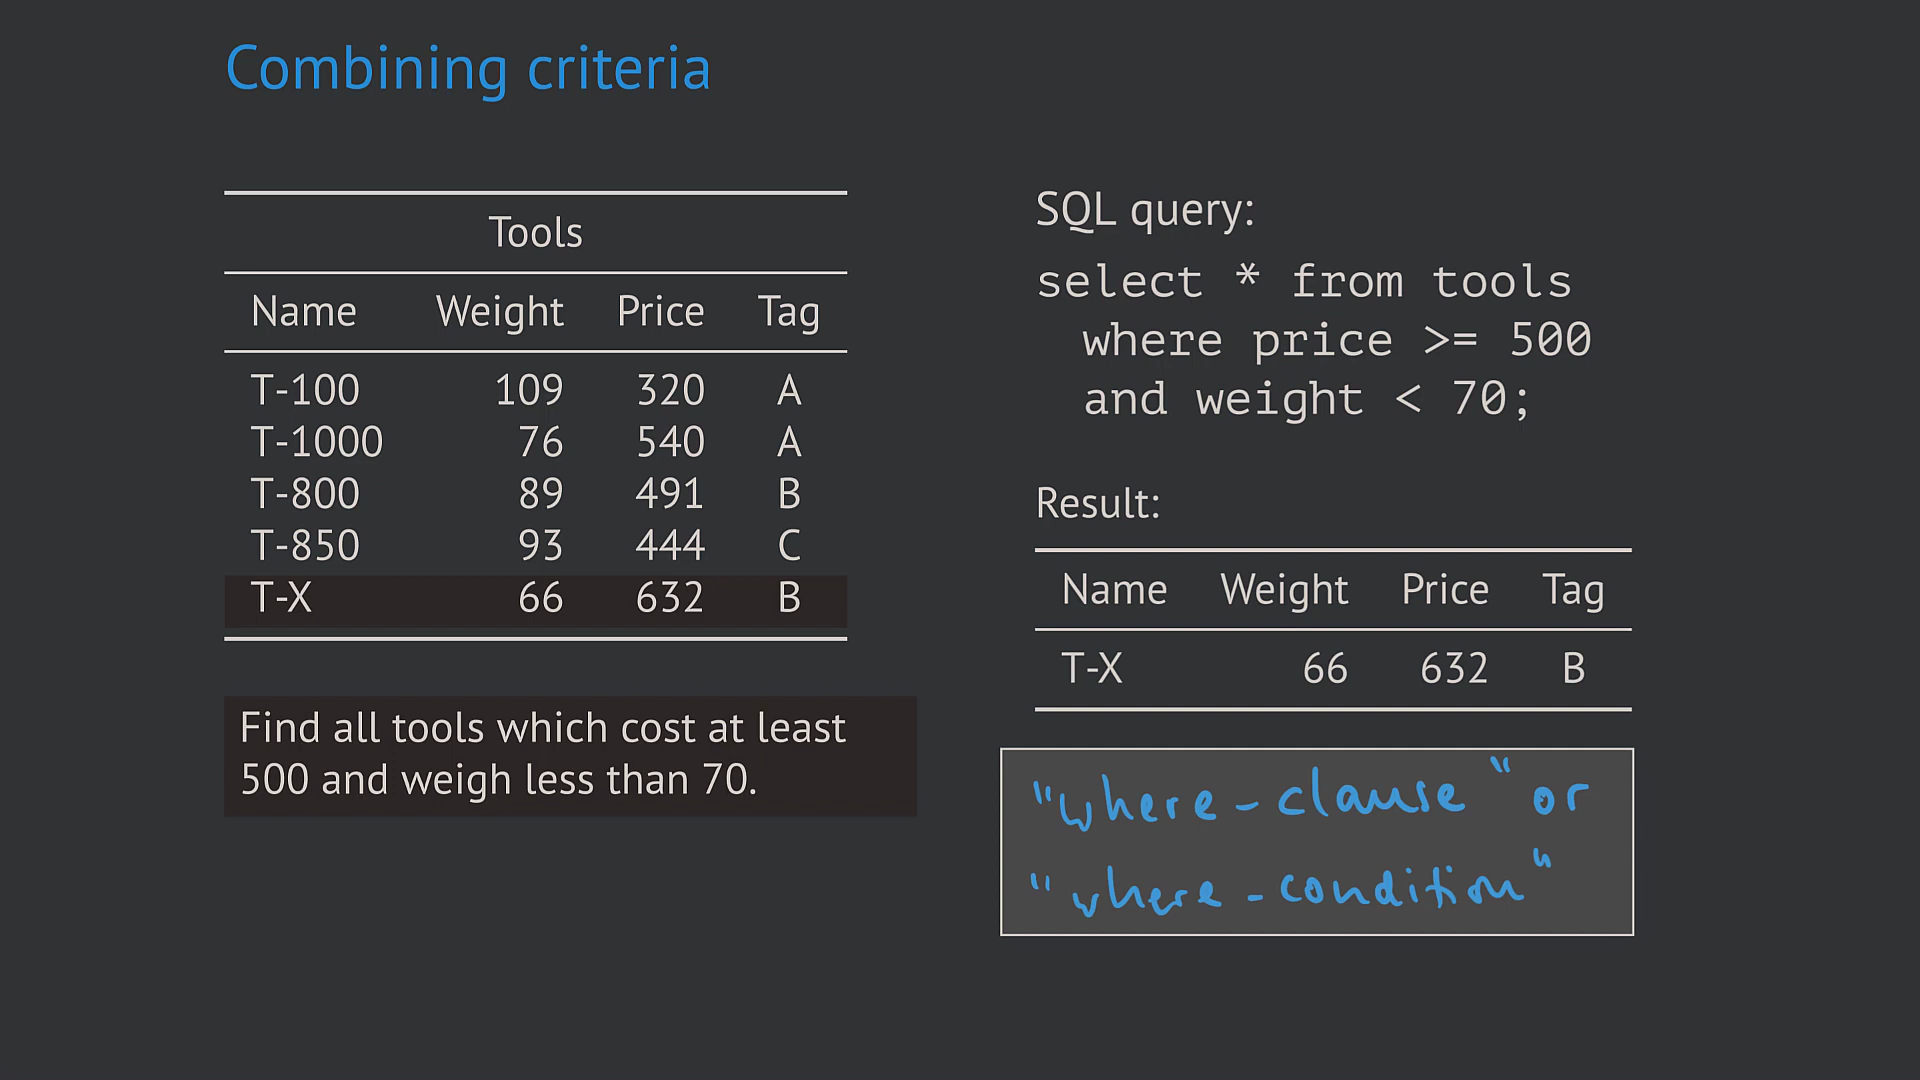 Combining criteria
Tools
Name Weight Price Tag
T-100 109 320 A
T-1000 76 540 A
T-800 89 491 B
T-850 93 444 C
T-X 66 632 B
Find all tools which cost at least
500 and weigh less than 70.
SQL query:
select * from tools
where price >= 500
and weight < 70;
Result:
Name Weight Price Tag
T-X 66 632 B
"where-clause" or
"where-condition"